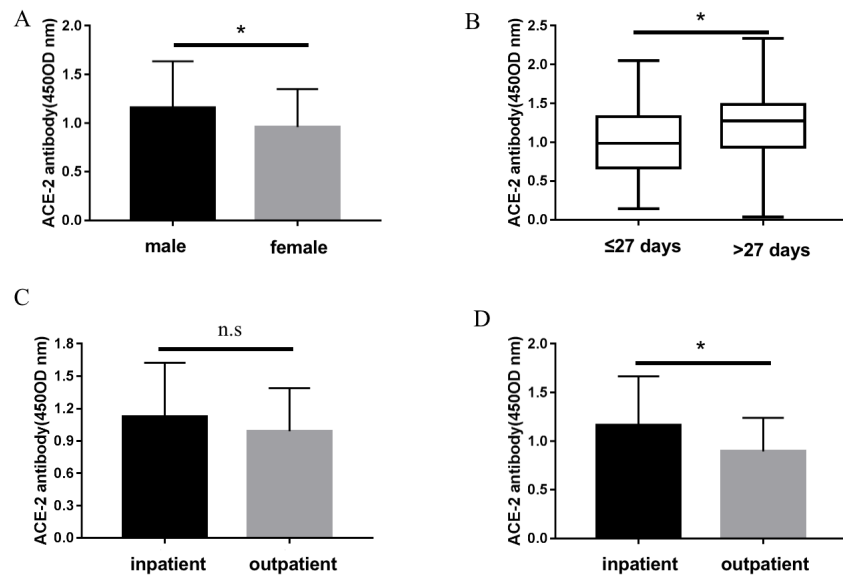 A
ACE-2 antibody(450OD nm)
2.0
1.5
1.0
0.5
0.0
*
male female
B
ACE-2 antibody(450OD nm)
2.5
2.0
1.5
1.0
0.5
0.0
*
≤27 days >27 days
C
ACE-2 antibody(450OD nm)
1.8
1.5
1.2
0.9
0.6
0.3
0.0
n.s
inpatient outpatient
D
ACE-2 antibody(450OD nm)
2.0
1.5
1.0
0.5
0.0
*
inpatient outpatient